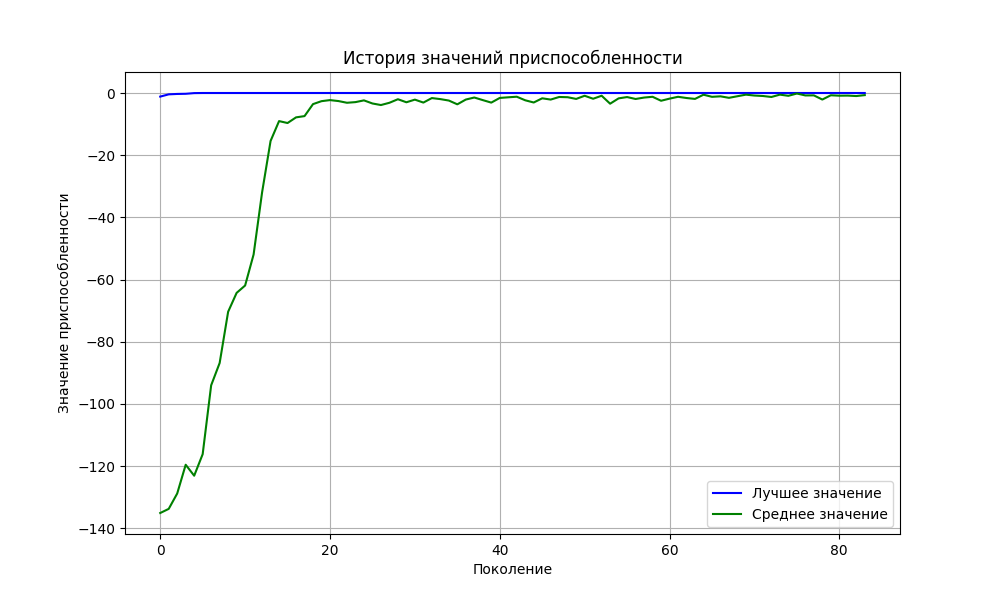 История значений приспособленности
Значение приспособленности
0
−20
−40
−60
−80
−100
−120
−140
0 20 40 60 80
Поколение
Лучшее значение
Среднее значение